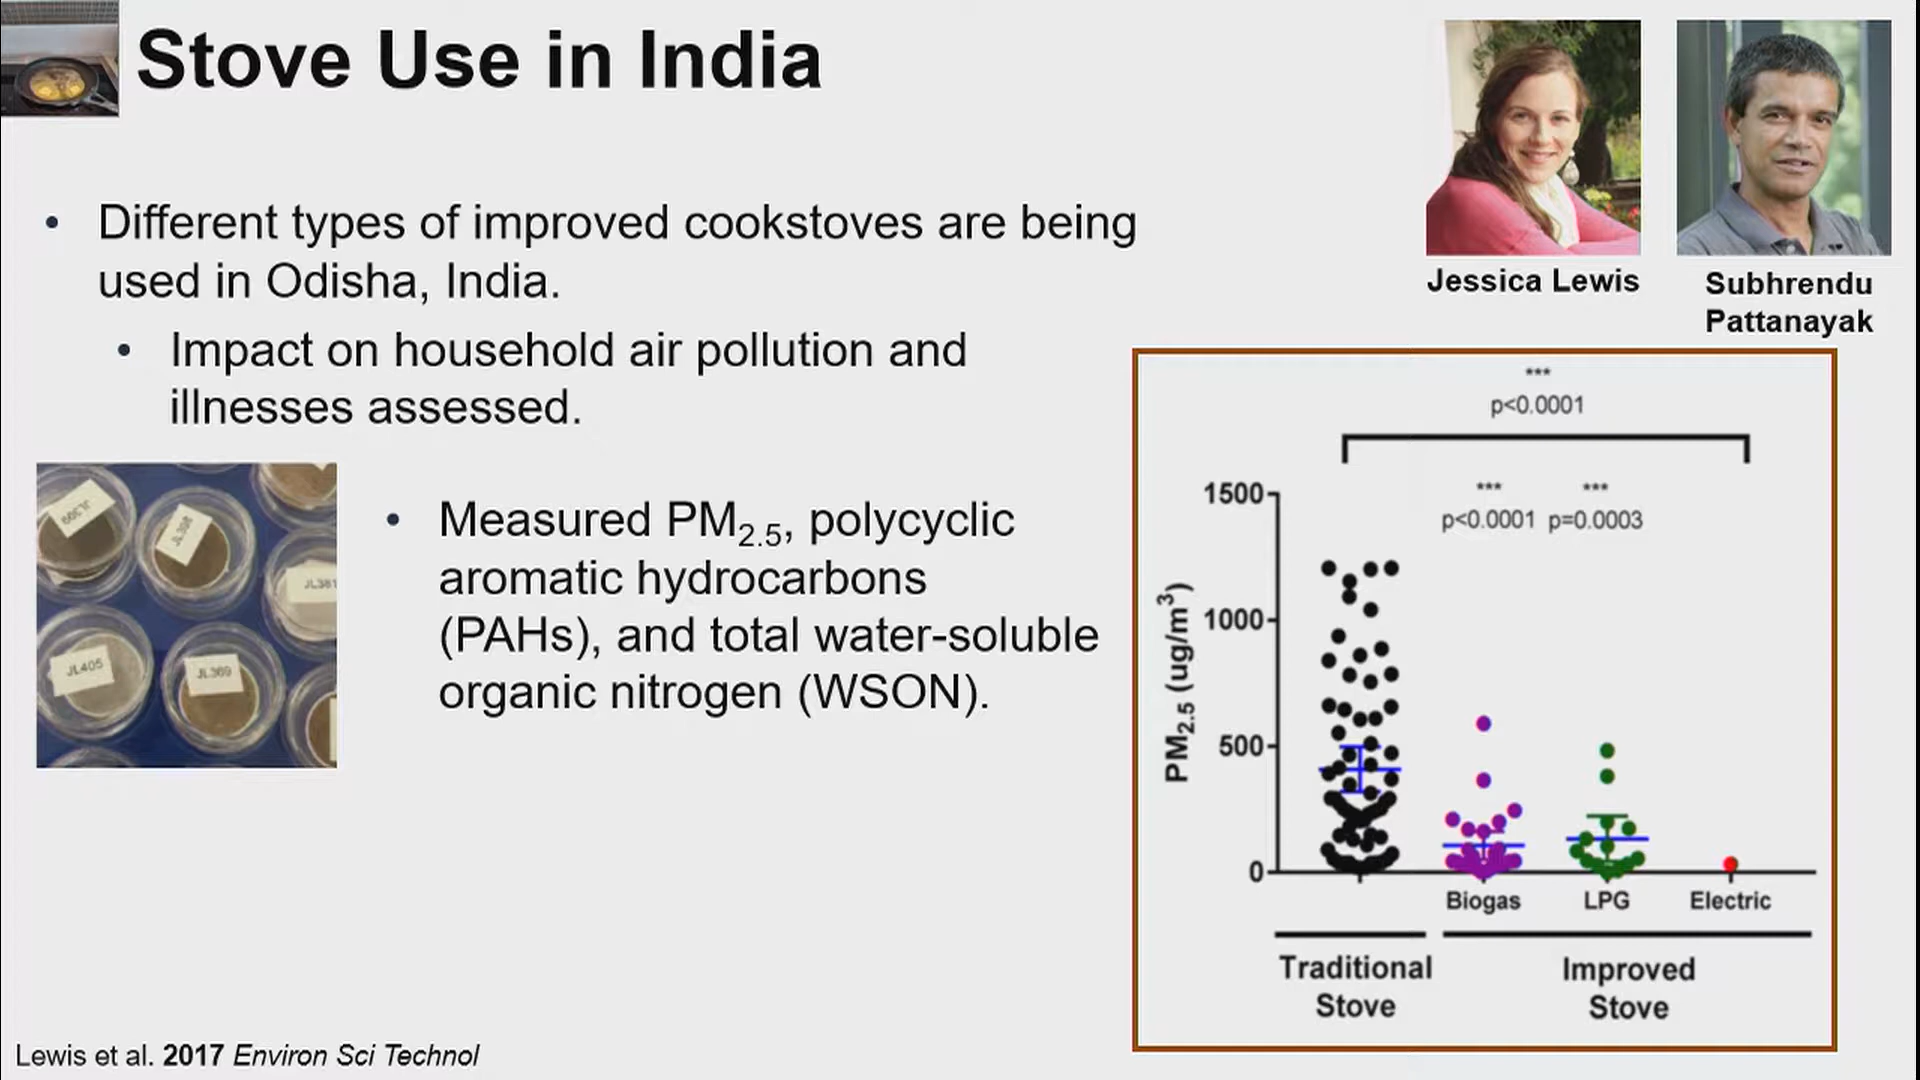 Stove Use in India
• Different types of improved cookstoves are being
used in Odisha, India.
• Impact on household air pollution and
illnesses assessed.
• Measured PM2.5, polycyclic
aromatic hydrocarbons
(PAHs), and total water-soluble
organic nitrogen (WSON).
JL398
JL381
JL405
JL369
Lewis et al. 2017 Environ Sci Technol
Jessica Lewis
Subhrendu
Pattanayak
***
p<0.0001
*** ***
p<0.0001 p=0.0003
PM2.5 (ug/m3)
1500
1000
500
0
Biogas LPG Electric
Traditional
Stove
Improved
Stove